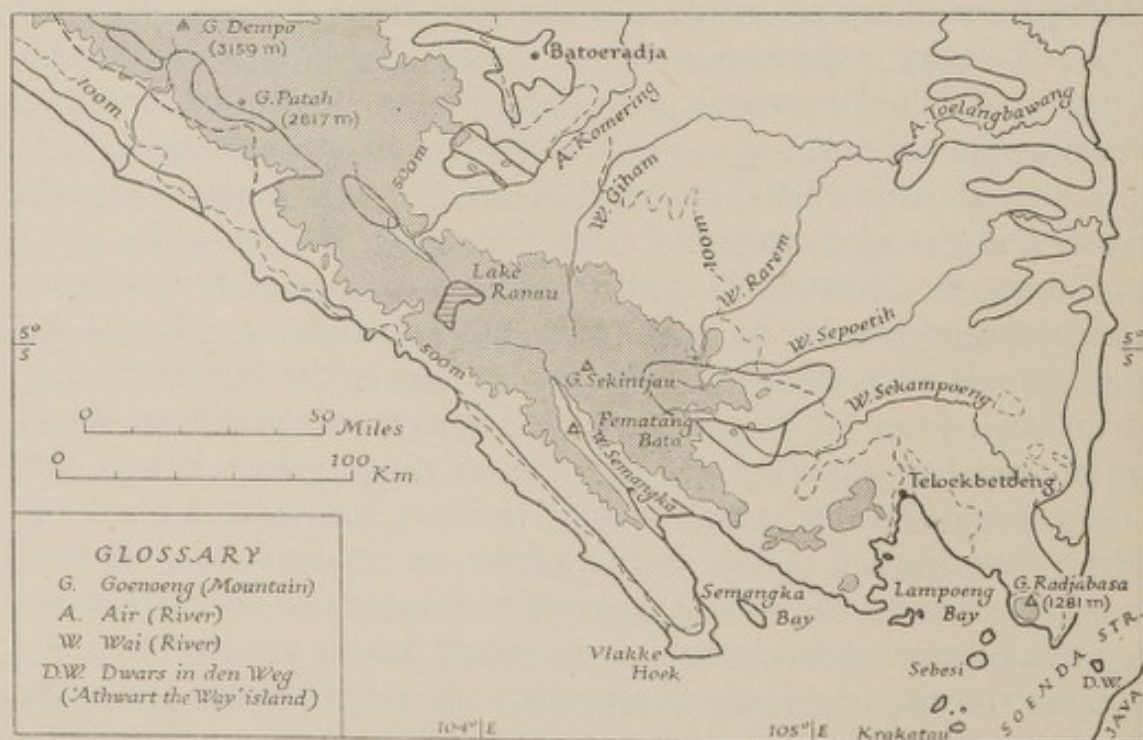 G. Dempo
(3159 m)
Batoeradja
100m
G. Patah
(2817 m)
A. Komering
A. Toelangbawang
500m
W. Giham
100m
W. Rarem
Lake
Ranau
5°
S
W. Sepoetih
5°
S
500m
G. Sekintjau
W. Sekampoeng
Pematang
Bata
W. Semangka
0 50
Miles
0 100
Km.
Teloekbetoeng
GLOSSARY
G. Goenoeng (Mountain)
A. Air (River)
W. Wai (River)
D.W. Dwars in den Weg
('Athwart the Way' island)
Semangka
Bay
Lampoeng
Bay
G. Radjabasa
(1281 m)
Vlakke
Hoek
Sebesi
D.W.
SOENDA STR.
JAVA
104° E
105° E
Krakatau